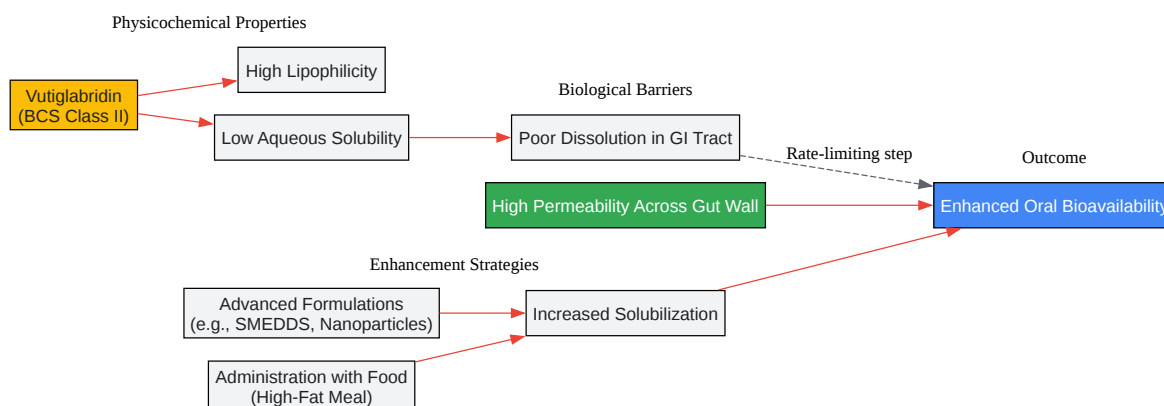 Physicochemical Properties
High Lipophilicity
Vutiglabridin
(BCS Class II)
Low Aqueous Solubility
Biological Barriers
Poor Dissolution in GI Tract
Rate-limiting step
Outcome
High Permeability Across Gut Wall
Enhanced Oral Bioavailability
Enhancement Strategies
Advanced Formulations
(e.g., SMEDDS, Nanoparticles)
Increased Solubilization
Administration with Food
(High-Fat Meal)